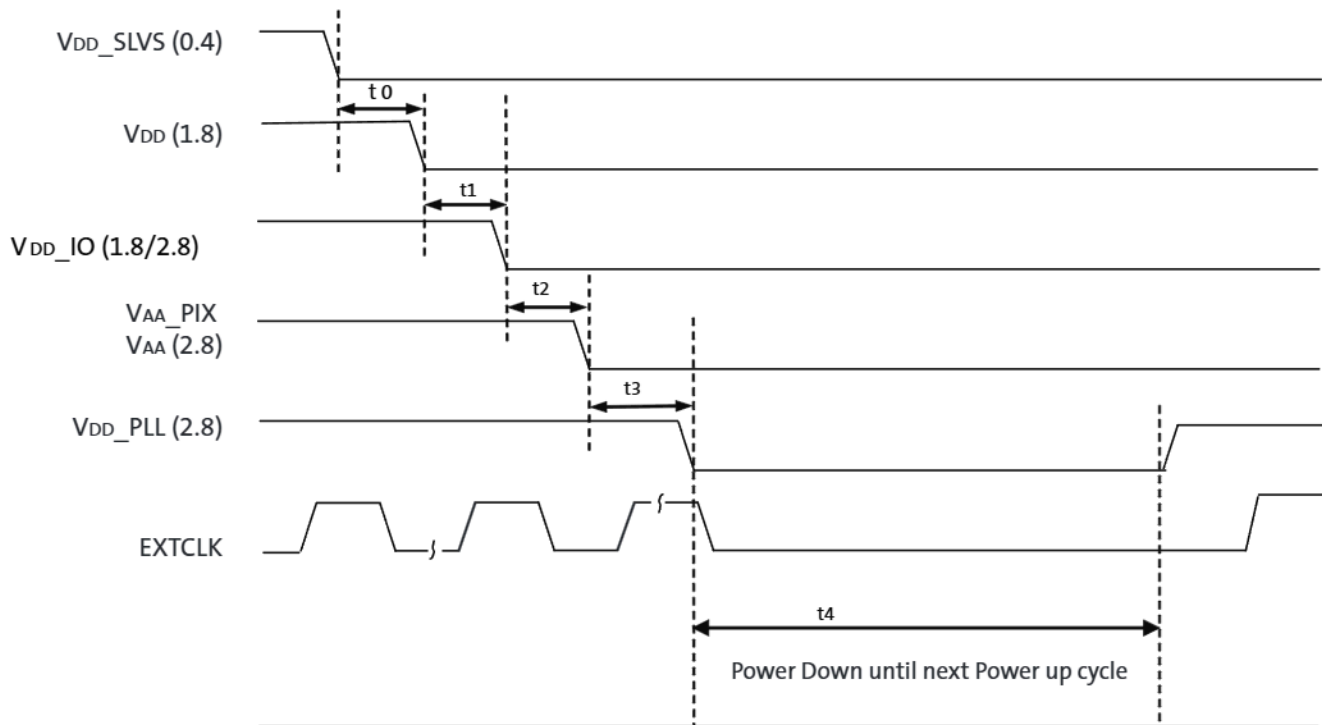 VDD_SLVS (0.4)
t 0
VDD (1.8)
t1
VDD_IO (1.8/2.8)
t2
VAA_PIX
VAA (2.8)
t3
VDD_PLL (2.8)
EXTCLK
t4
Power Down until next Power up cycle